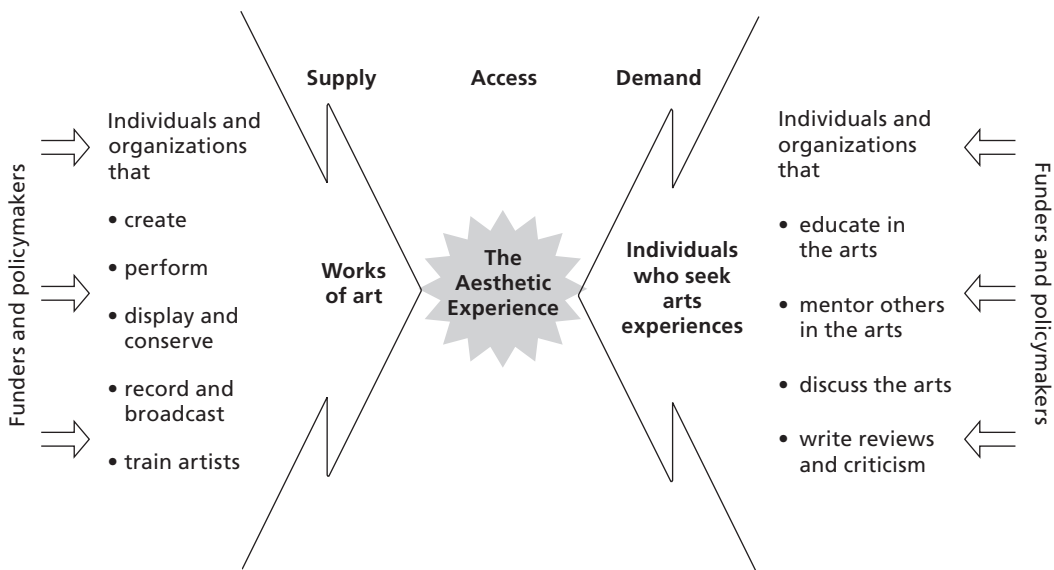 Funders and policymakers
Supply
Access
Demand
Individuals and
organizations
that
• create
• perform
• display and
conserve
• record and
broadcast
• train artists
Works
of art
The
Aesthetic
Experience
Individuals
who seek
arts
experiences
Individuals and
organizations
that
• educate in
the arts
• mentor others
in the arts
• discuss the arts
• write reviews
and criticism
Funders and policymakers